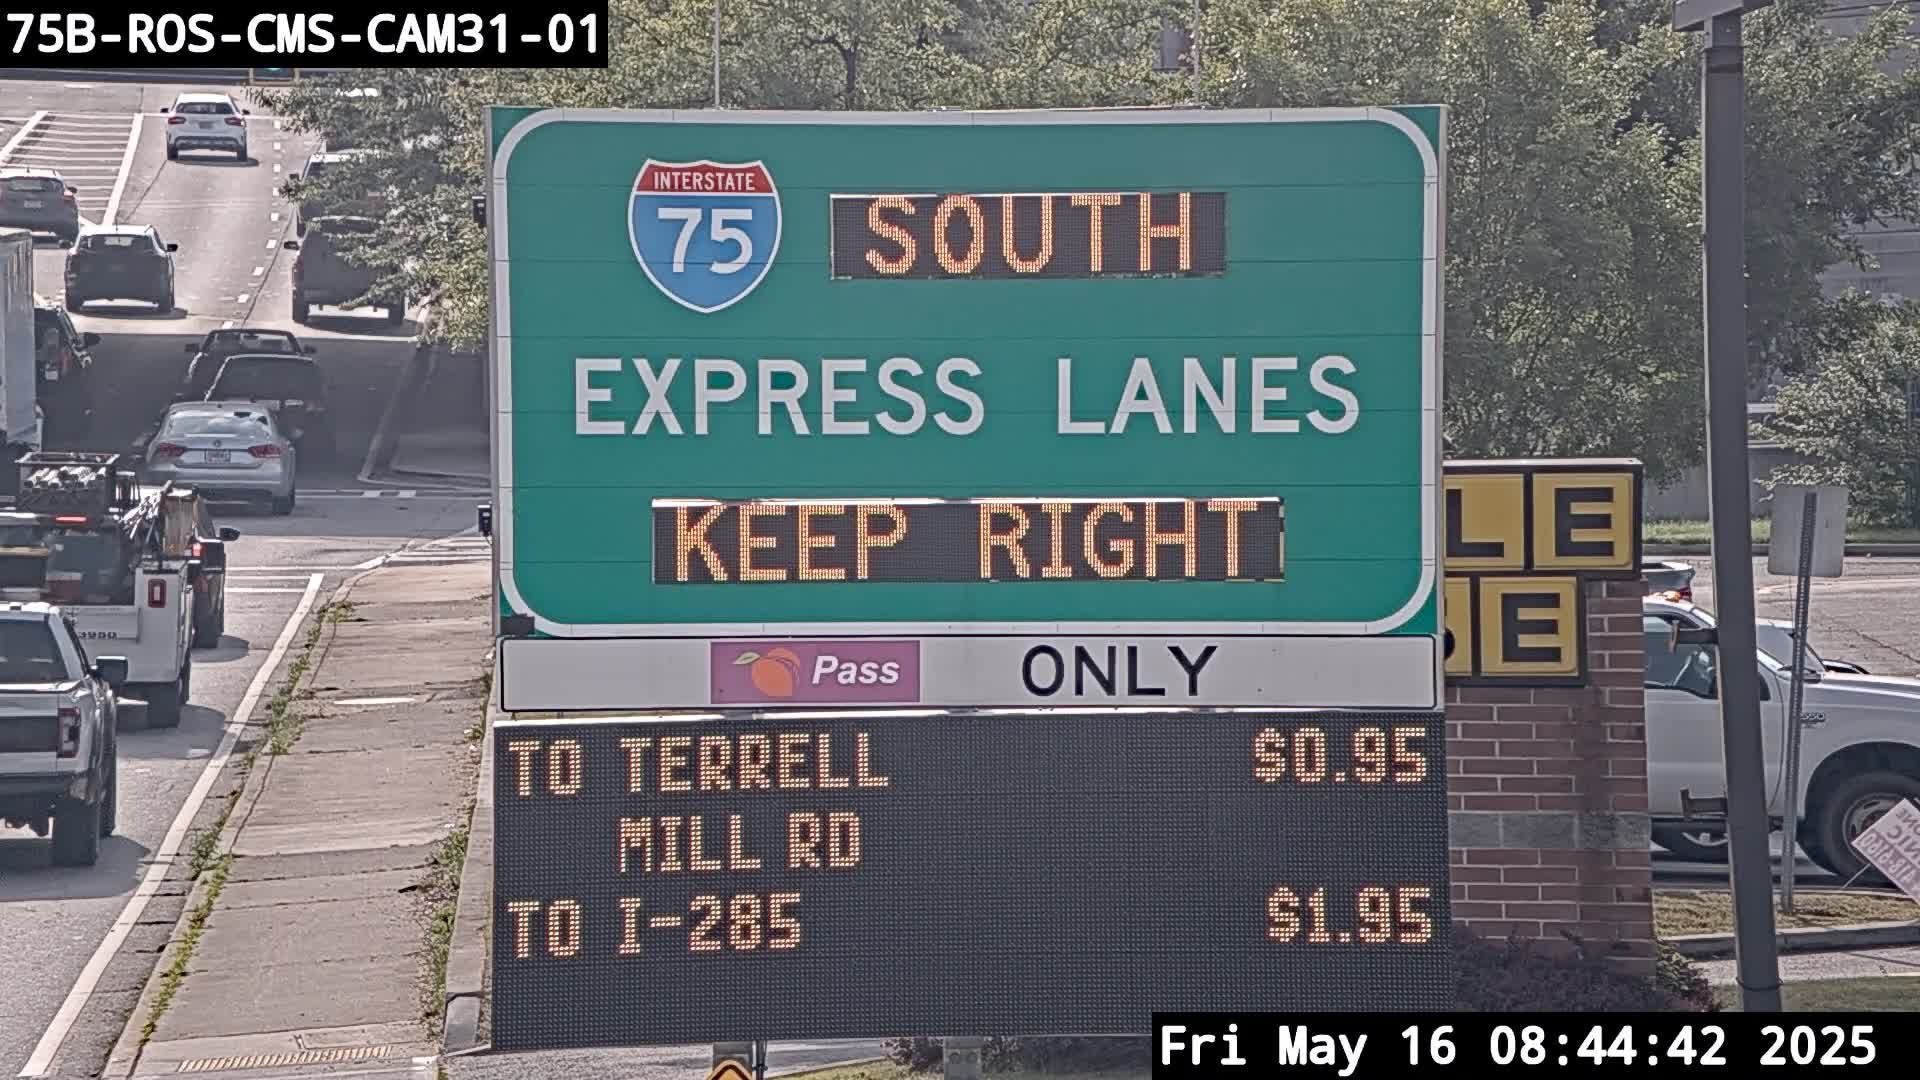 75B-ROS-CMS-CAM31-01
INTERSTATE
75
SOUTH
EXPRESS LANES
KEEP RIGHT
Pass ONLY
TO TERRELL $0.95
MILL RD
TO I-285 $1.95
LE
E
Fri May 16 08:44:42 2025